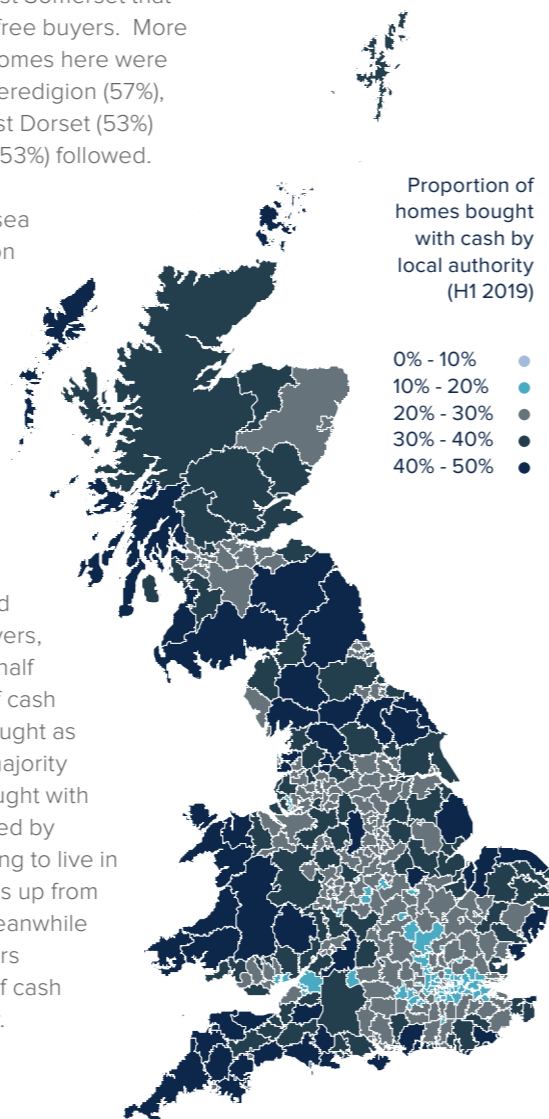 st Somerset that
free buyers.  More
omes here were
eredigion (57%),
st Dorset (53%)
53%) followed.
sea
on
Proportion of
homes bought
with cash by
local authority
(H1 2019)
0% - 10%
10% - 20%
20% - 30%
30% - 40%
40% - 50%
d
yers,
half
f cash
ught as
ajority
ught with
ed by
ng to live in
s up from
eanwhile
rs
of cash